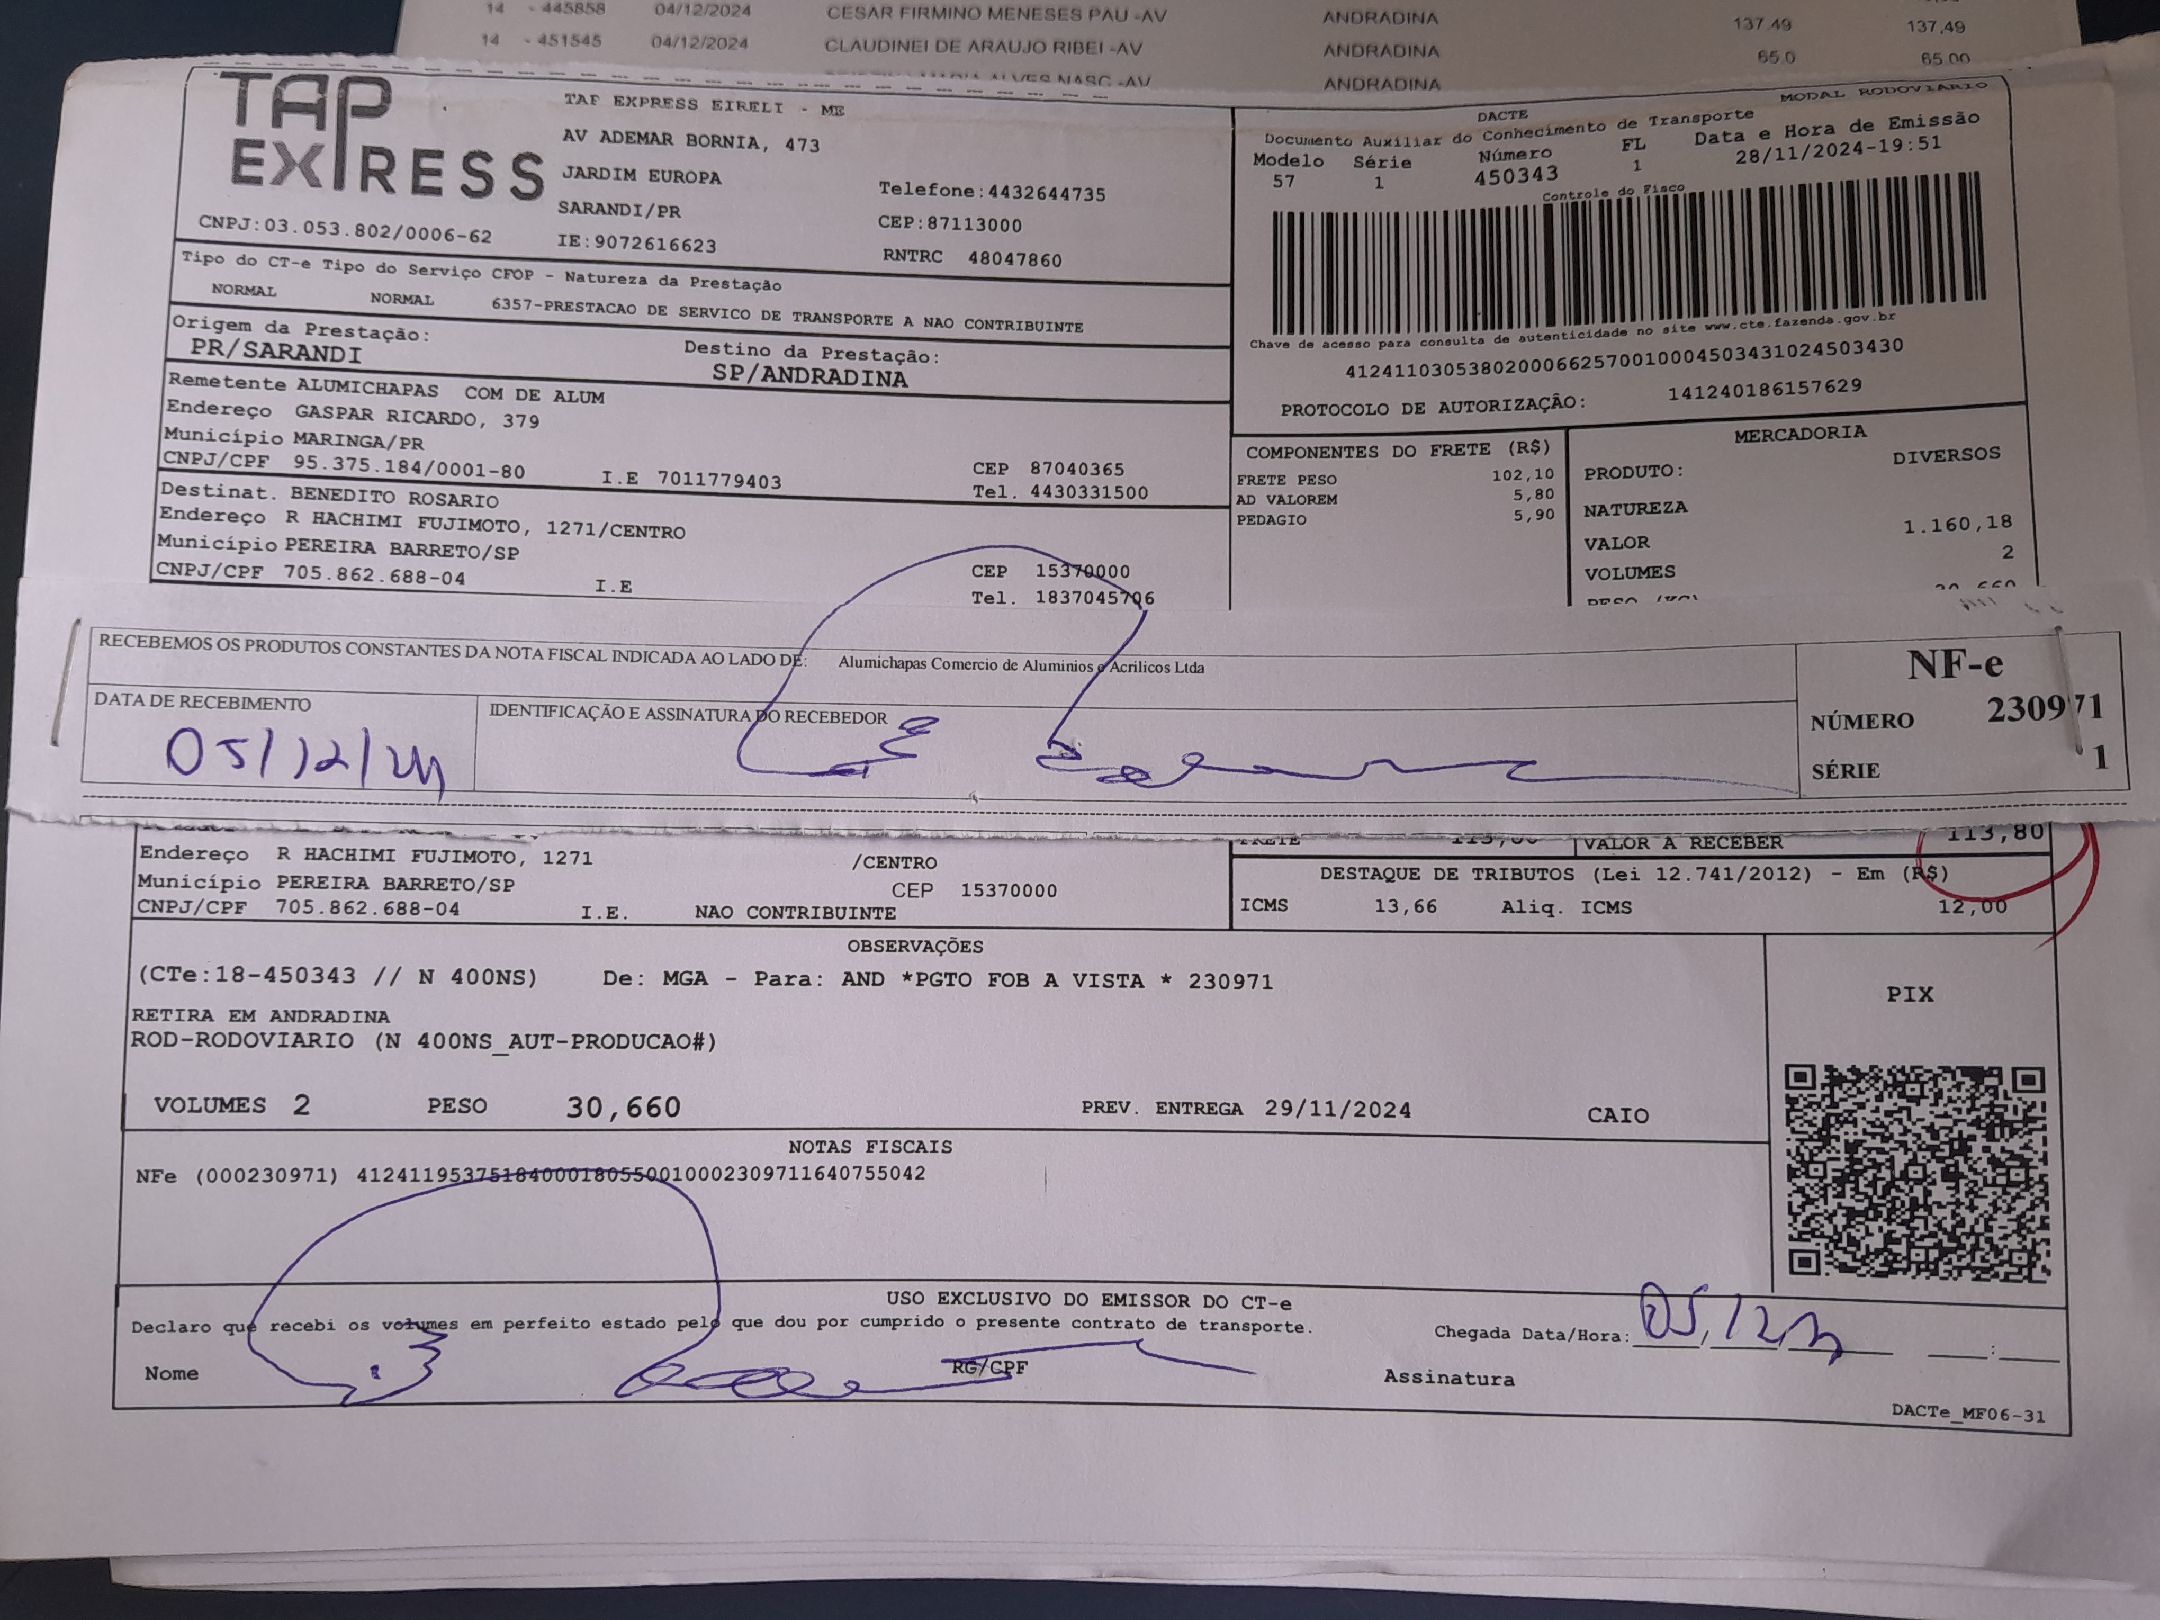 14 - 445858 04/12/2024 CESAR FIRMINO MENESES PAU -AV ANDRADINA 137,49 137,49
14 - 451545 04/12/2024 CLAUDINEI DE ARAUJO RIBEI -AV ANDRADINA 65,0 65,00
ALVES NASC -AV ANDRADINA
TAP EXPRESS
TAP EXPRESS EIRELI - ME
AV ADEMAR BORNIA, 473
JARDIM EUROPA
SARANDI/PR
IE:9072616623
Telefone:4432644735
CEP:87113000
RNTRC 48047860
CNPJ:03.053.802/0006-62
MODAL RODOVIARIO
DACTE
Documento Auxiliar do Conhecimento de Transporte
Modelo Série Número FL Data e Hora de Emissão
57 1 450343 1 28/11/2024-19:51
Controle do Fisco
Chave de acesso para consulta de autenticidade no site www.cte.fazenda.gov.br
41241103053802000662570010004503431024503430
PROTOCOLO DE AUTORIZAÇÃO: 141240186157629
Tipo do CT-e Tipo do Serviço CFOP - Natureza da Prestação
NORMAL NORMAL 6357-PRESTACAO DE SERVICO DE TRANSPORTE A NAO CONTRIBUINTE
Origem da Prestação:
PR/SARANDI
Destino da Prestação:
SP/ANDRADINA
Remetente ALUMICHAPAS COM DE ALUM
Endereço GASPAR RICARDO, 379
Município MARINGA/PR
CNPJ/CPF 95.375.184/0001-80 I.E 7011779403
CEP 87040365
Tel. 4430331500
Destinat. BENEDITO ROSARIO
Endereço R HACHIMI FUJIMOTO, 1271/CENTRO
Município PEREIRA BARRETO/SP
CNPJ/CPF 705.862.688-04 I.E
CEP 15370000
Tel. 1837045706
COMPONENTES DO FRETE (R$)
FRETE PESO 102,10
AD VALOREM 5,80
PEDAGIO 5,90
MERCADORIA
PRODUTO: DIVERSOS
NATUREZA
VALOR 1.160,18
VOLUMES 2
PESO (KG) 30,660
RECEBEMOS OS PRODUTOS CONSTANTES DA NOTA FISCAL INDICADA AO LADO DE: Alumichapas Comercio de Aluminios e Acrilicos Ltda
DATA DE RECEBIMENTO
05/12/24
IDENTIFICAÇÃO E ASSINATURA DO RECEBEDOR
NF-e
NÚMERO 230971
SÉRIE 1
Endereço R HACHIMI FUJIMOTO, 1271 /CENTRO
Município PEREIRA BARRETO/SP CEP 15370000
CNPJ/CPF 705.862.688-04 I.E. NAO CONTRIBUINTE
FRETE VALOR A RECEBER 113,80
DESTAQUE DE TRIBUTOS (Lei 12.741/2012) - Em (R$)
ICMS 13,66 Aliq. ICMS 12,00
OBSERVAÇÕES
(CTe:18-450343 // N 400NS) De: MGA - Para: AND *PGTO FOB A VISTA * 230971
RETIRA EM ANDRADINA
ROD-RODOVIARIO (N 400NS_AUT-PRODUCAO#)
PIX
VOLUMES 2 PESO 30,660 PREV. ENTREGA 29/11/2024 CAIO
NOTAS FISCAIS
NFe (000230971) 41241195375184000180550010002309711640755042
USO EXCLUSIVO DO EMISSOR DO CT-e
Declaro que recebi os volumes em perfeito estado pelo que dou por cumprido o presente contrato de transporte.
Chegada Data/Hora: 05/12/24 :
Nome RG/CPF Assinatura
DACTe_MF06-31